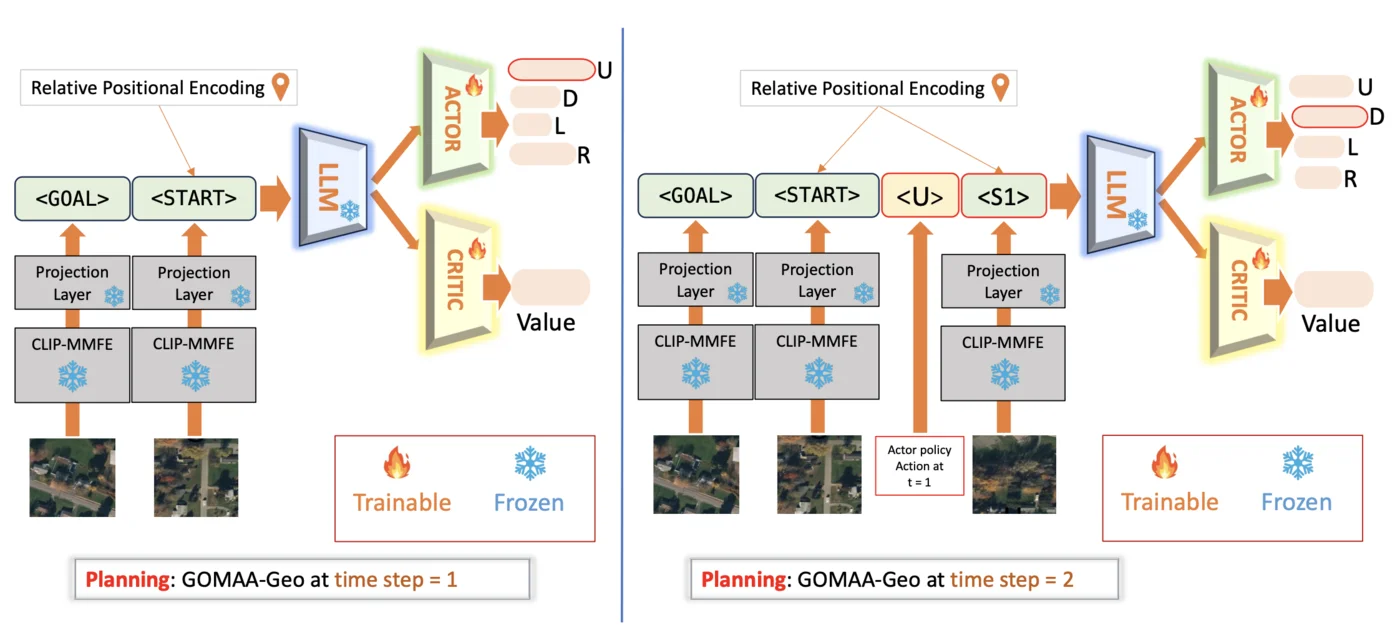 Relative Positional Encoding
ACTOR
U
D
L
R
LLM
<GOAL>
<START>
Projection
Layer
Projection
Layer
CLIP-MMFE
CLIP-MMFE
CRITIC
Value
Trainable
Frozen
Planning: GOMAA-Geo at time step = 1
Relative Positional Encoding
ACTOR
U
D
L
R
LLM
<GOAL>
<START>
<U>
<S1>
Projection
Layer
Projection
Layer
Projection
Layer
CLIP-MMFE
CLIP-MMFE
CLIP-MMFE
CRITIC
Value
Actor policy
Action at
t = 1
Trainable
Frozen
Planning: GOMAA-Geo at time step = 2